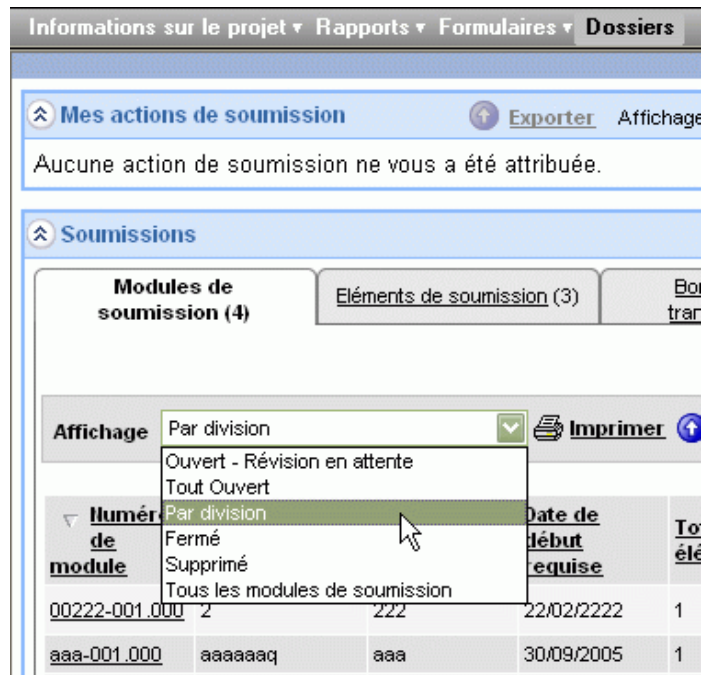 Informations sur le projet Rapports Formulaires Dossiers
Mes actions de soumission Exporter Affichage
Aucune action de soumission ne vous a été attribuée.
Soumissions
Modules de
soumission (4)
Eléments de soumission (3)
Affichage Par division Imprimer
Ouvert - Révision en attente
Tout Ouvert
Par division
Fermé
Supprimé
Tous les modules de soumission
de
module
Date de
début
requise
00222-001.000 2 222 22/02/2222 1
aaa-001.000 aaaaaaq aaa 30/09/2005 1